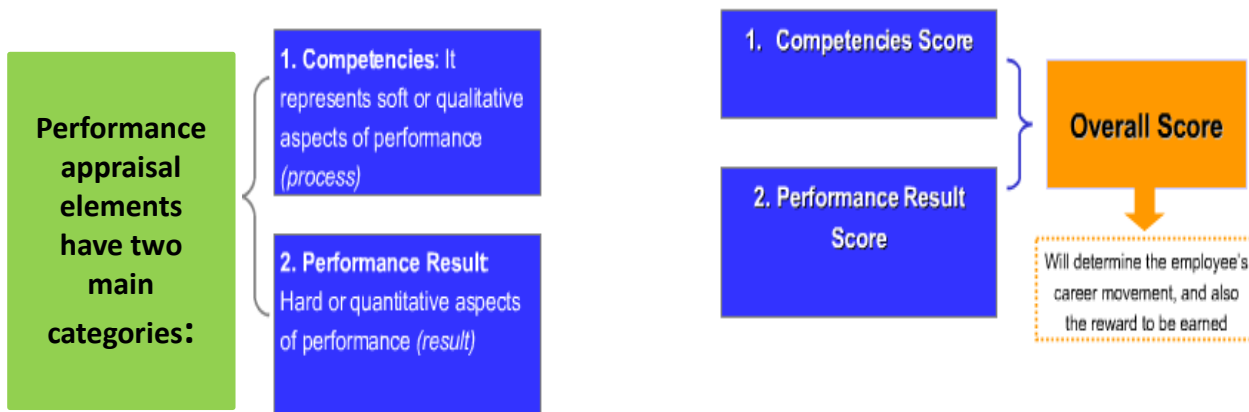 Performance
appraisal
elements
have two
main
categories:
1. Competencies: It
represents soft or qualitative
aspects of performance
(process)
2. Performance Result:
Hard or quantitative aspects
of performance (result)
1. Competencies Score
2. Performance Result
Score
Overall Score
Will determine the employee's
career movement, and also
the reward to be earned